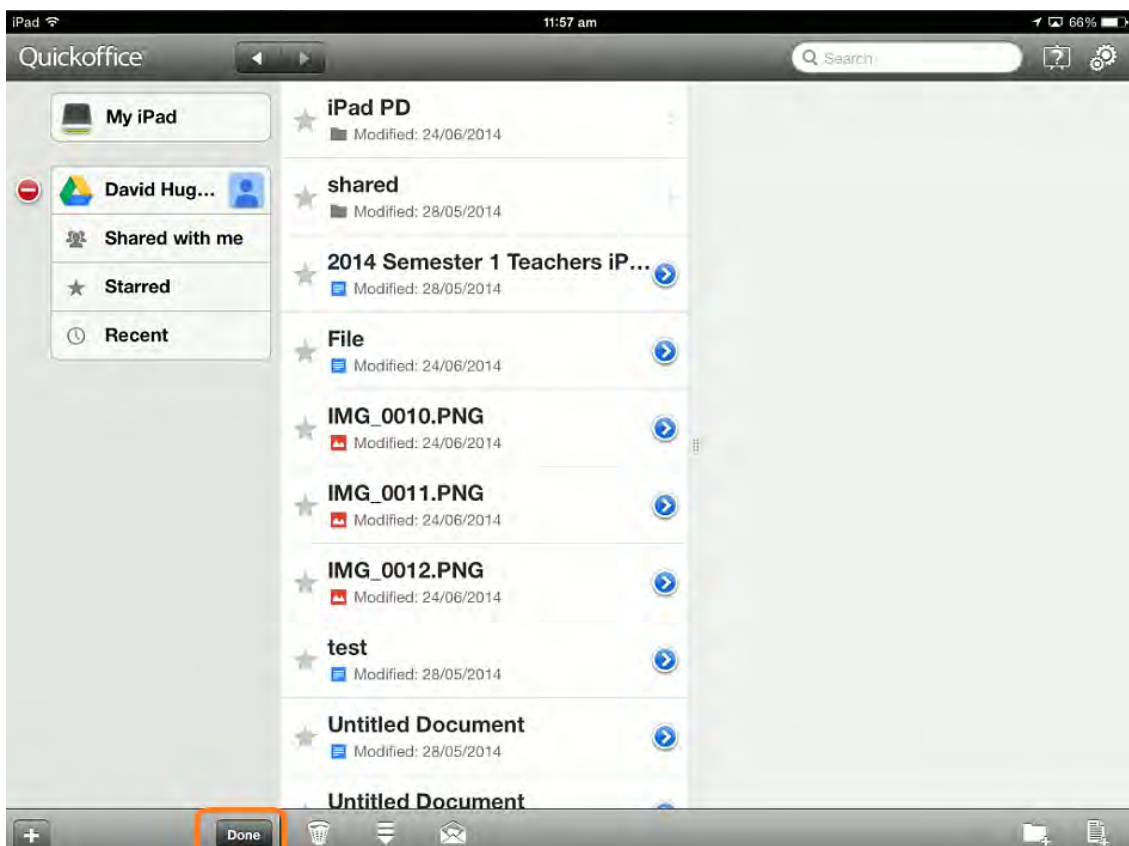 iPad 11:57 am 66%
Quickoffice Search
My iPad
David Hug...
Shared with me
Starred
Recent
iPad PD
Modified: 24/06/2014
shared
Modified: 28/05/2014
2014 Semester 1 Teachers iP...
Modified: 28/05/2014
File
Modified: 24/06/2014
IMG_0010.PNG
Modified: 24/06/2014
IMG_0011.PNG
Modified: 24/06/2014
IMG_0012.PNG
Modified: 24/06/2014
test
Modified: 28/05/2014
Untitled Document
Modified: 28/05/2014
Untitled Document
Done